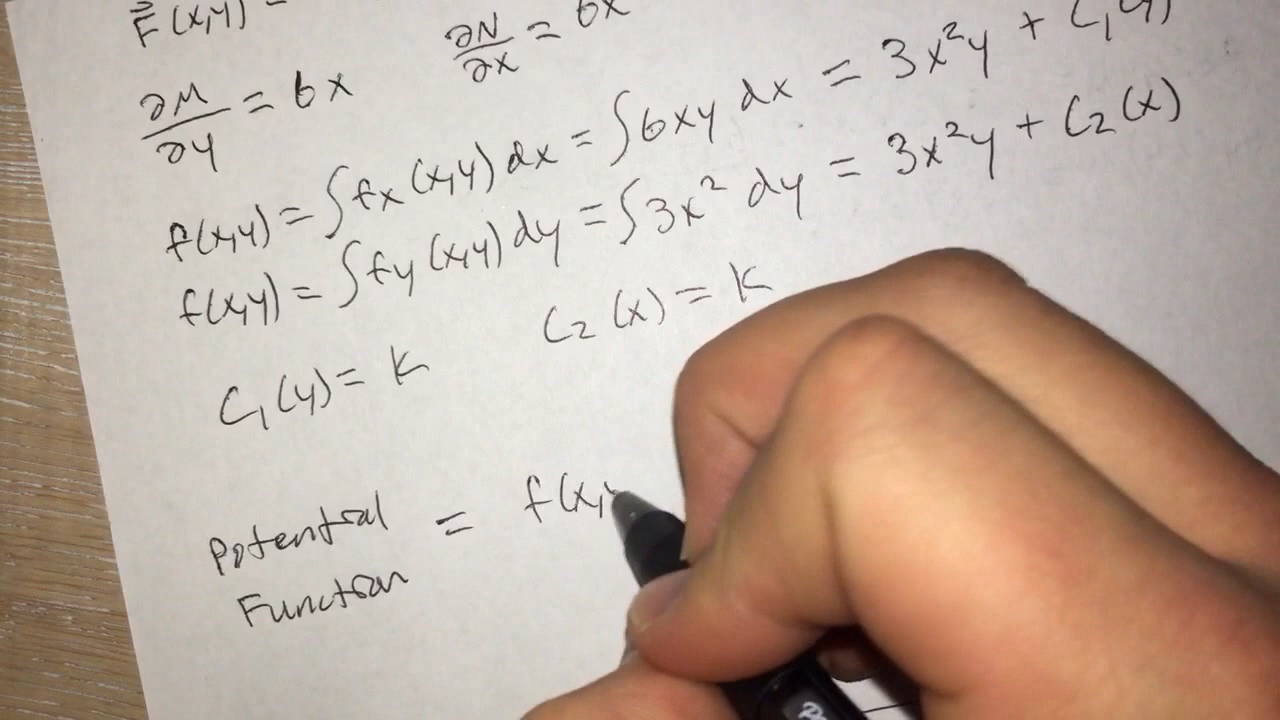 F⃗(x,y) =
∂M/∂y = 6x    ∂N/∂x = 6x
f(x,y) = ∫fx(x,y)dx = ∫6xy dx = 3x²y + C₁(y)
f(x,y) = ∫fy(x,y)dy = ∫3x² dy = 3x²y + C₂(x)
C₁(y) = K    C₂(x) = K
Potential = f(x,
Function